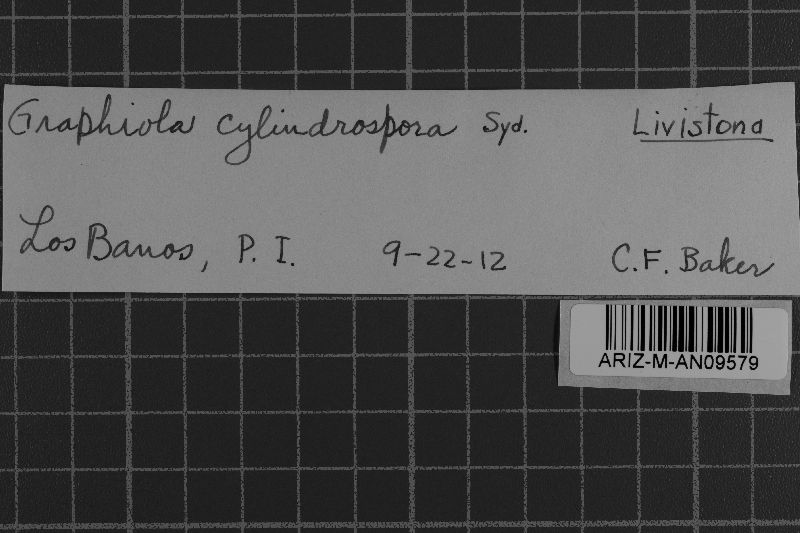 Graphiola cylindrospora Syd. Livistona
Los Banos, P. I. 9-22-12 C.F. Baker
ARIZ-M-AN09579